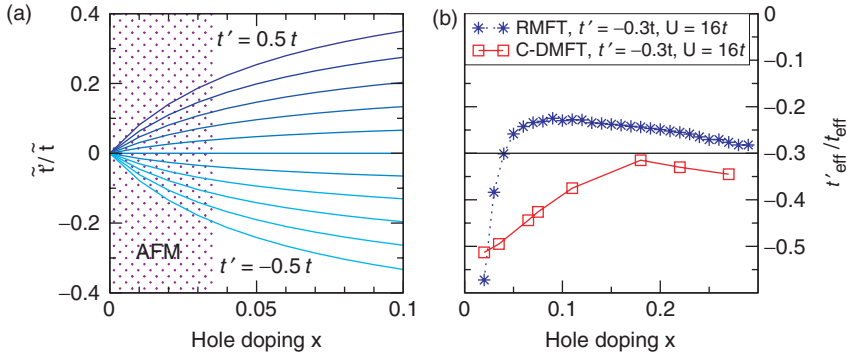 (a)
t̃'/ t̃
0.4
0.2
0
−0.2
−0.4
t' = 0.5 t
AFM
t' = −0.5 t
0
0.05
0.1
Hole doping x
(b)
RMFT, t' = −0.3t, U = 16t
C-DMFT, t' = −0.3t, U = 16t
0
−0.1
−0.2
−0.3
−0.4
−0.5
t'eff /teff
0
0.1
0.2
Hole doping x